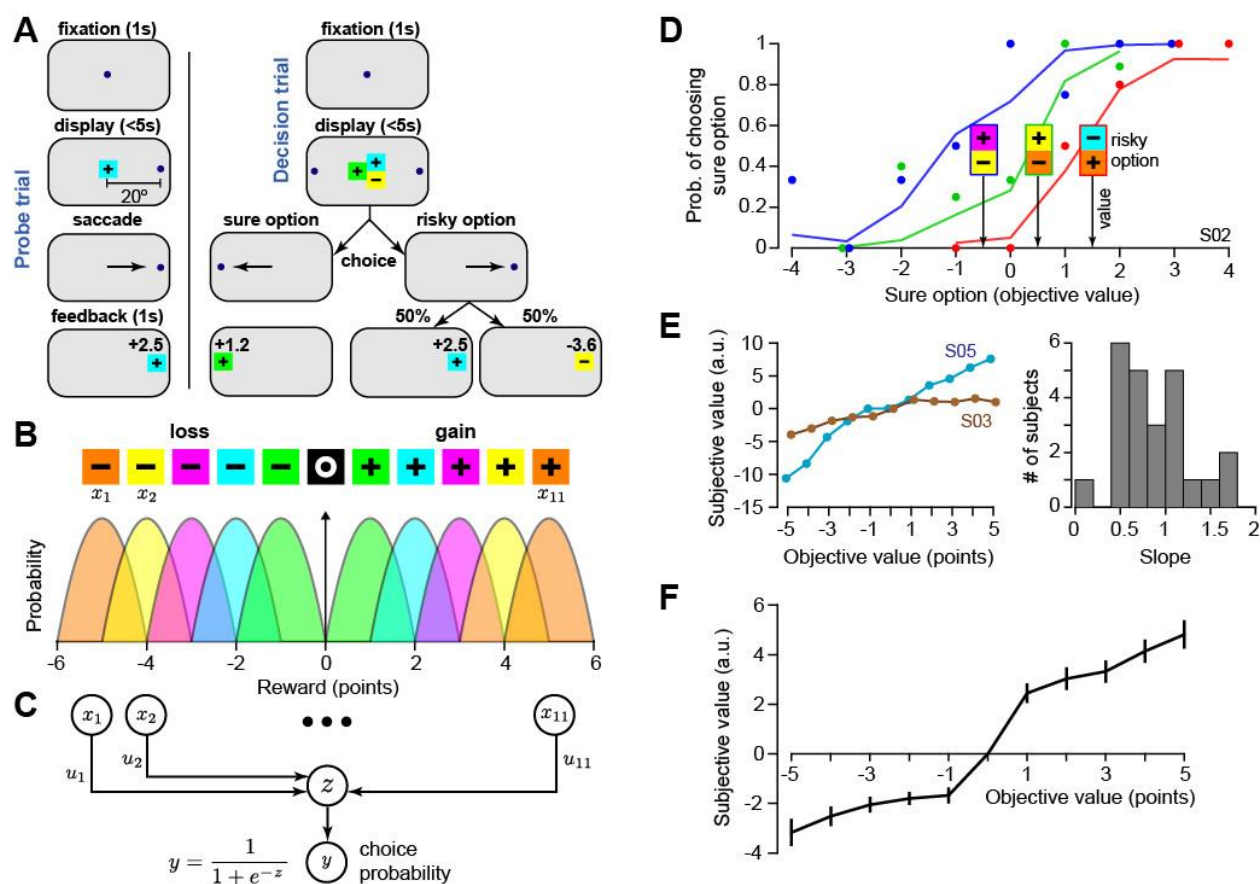 A
Probe trial
fixation (1s)
display (<5s)
+
20º
saccade
feedback (1s)
+2.5
+
Decision trial
fixation (1s)
display (<5s)
+
+
−
sure option
risky option
choice
50%
50%
+1.2
+
+2.5
+
-3.6
−
B
loss
gain
− − − − − O + + + + +
x1 x2 x11
Probability
-6 -4 -2 0 2 4 6
Reward (points)
C
x1 x2 ••• x11
u1 u2 u11
z
y = 1 / (1 + e^−z)
y
choice
probability
D
Prob. of choosing
sure option
1
0.8
0.6
0.4
0.2
0
+ + −
− − +
risky
option
value
S02
-4 -3 -2 -1 0 1 2 3 4
Sure option (objective value)
E
Subjective value (a.u.)
10
5
0
-5
-10
-15
S05
S03
-5 -3 -1 1 3 5
Objective value (points)
# of subjects
6
4
2
0
0 0.5 1 1.5 2
Slope
F
Subjective value (a.u.)
6
4
2
0
-2
-4
-5 -3 -1 1 3 5
Objective value (points)